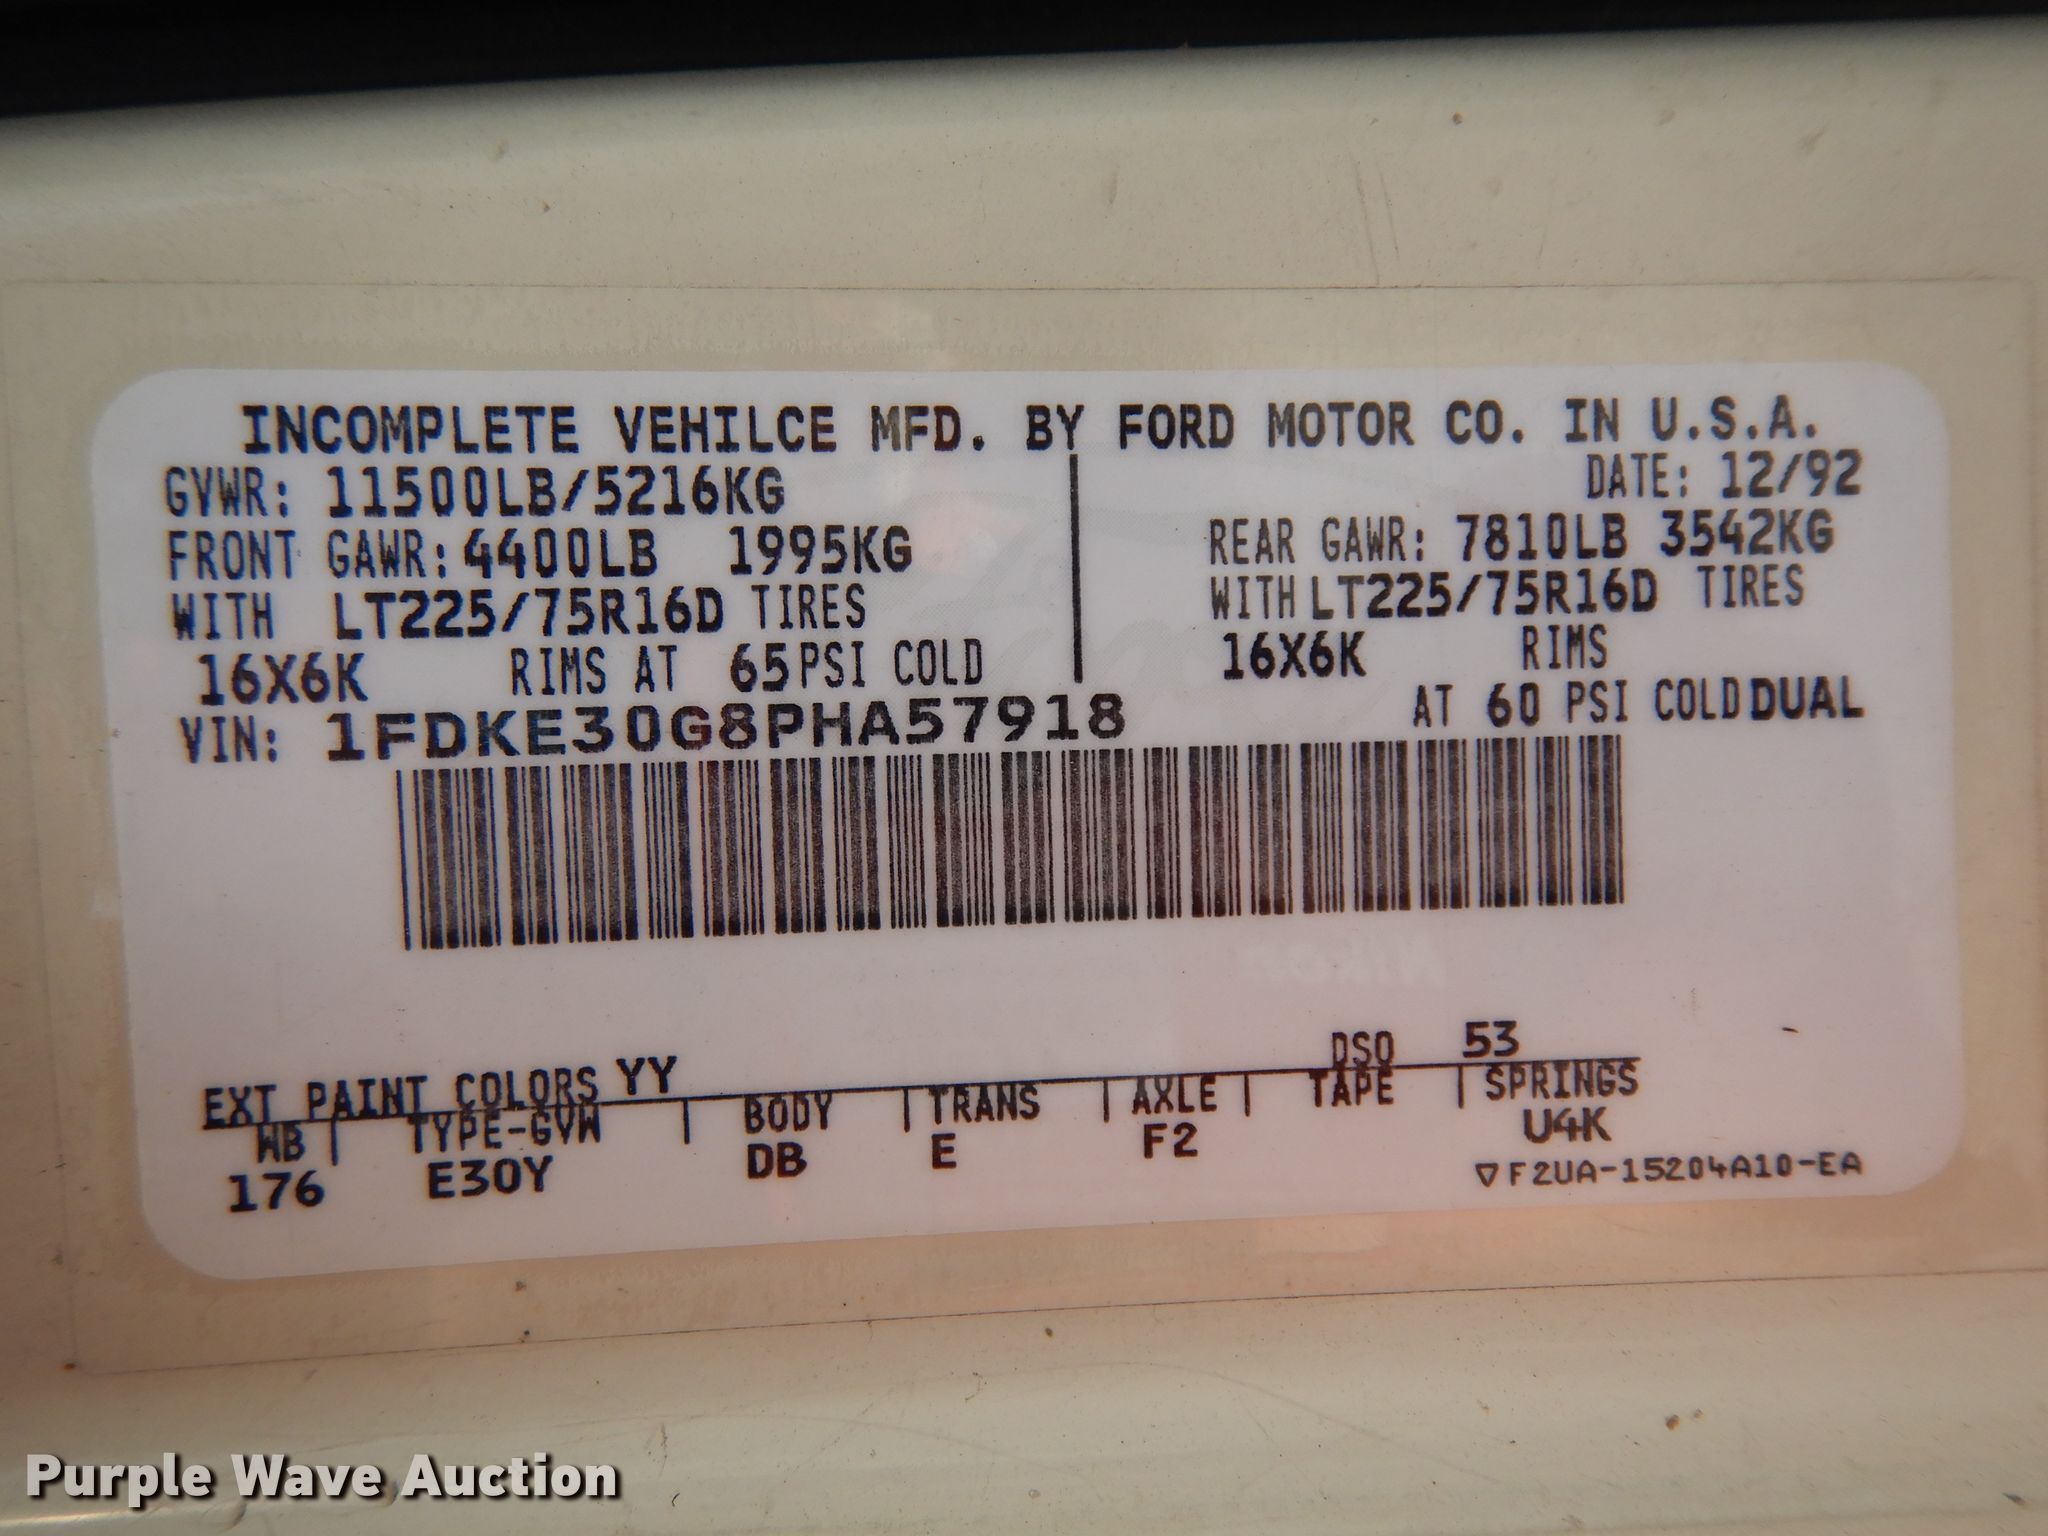 INCOMPLETE VEHILCE MFD. BY FORD MOTOR CO. IN U.S.A.
GVWR: 11500LB/5216KG
DATE: 12/92
FRONT GAWR: 4400LB 1995KG
REAR GAWR: 7810LB 3542KG
WITH LT225/75R16D TIRES
WITH LT225/75R16D TIRES
16X6K RIMS AT 65 PSI COLD
16X6K RIMS
AT 60 PSI COLD DUAL
VIN: 1FDKE30G8PHA57918
EXT PAINT COLORS YY
DSO 53
WB TYPE-GVW BODY TRANS AXLE TAPE SPRINGS
176 E30Y DB E F2 U4K
▽F2UA-15204A10-EA
Purple Wave Auction